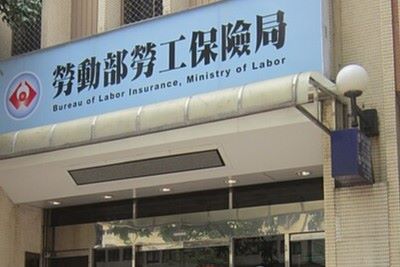 勞動部勞工保險局
Bureau of Labor Insurance, Ministry of Labor